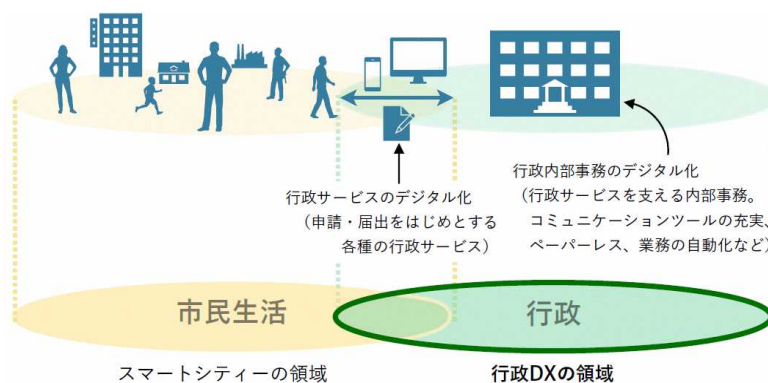 行政サービスのデジタル化
（申請・届出をはじめとする
各種の行政サービス）
行政内部事務のデジタル化
（行政サービスを支える内部事務。
コミュニケーションツールの充実、
ペーパーレス、業務の自動化など）
市民生活
行政
スマートシティーの領域
行政DXの領域